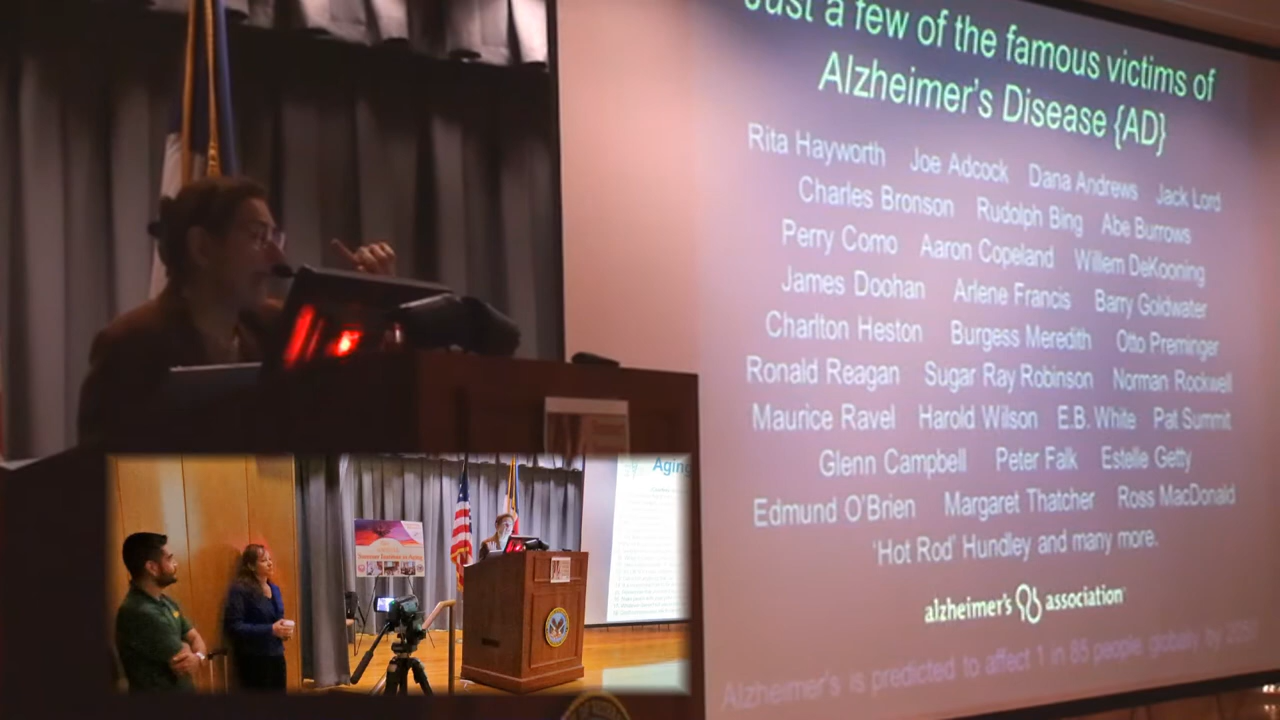 Just a few of the famous victims of
Alzheimer's Disease {AD}
Rita Hayworth Joe Adcock Dana Andrews Jack Lord
Charles Bronson Rudolph Bing Abe Burrows
Perry Como Aaron Copeland Willem DeKooning
James Doohan Arlene Francis Barry Goldwater
Charlton Heston Burgess Meredith Otto Preminger
Ronald Reagan Sugar Ray Robinson Norman Rockwell
Maurice Ravel Harold Wilson E.B. White Pat Summit
Glenn Campbell Peter Falk Estelle Getty
Edmund O'Brien Margaret Thatcher Ross MacDonald
'Hot Rod' Hundley and many more.
alzheimer's association
Alzheimer's is predicted to affect 1 in 85 people globally by
Aging